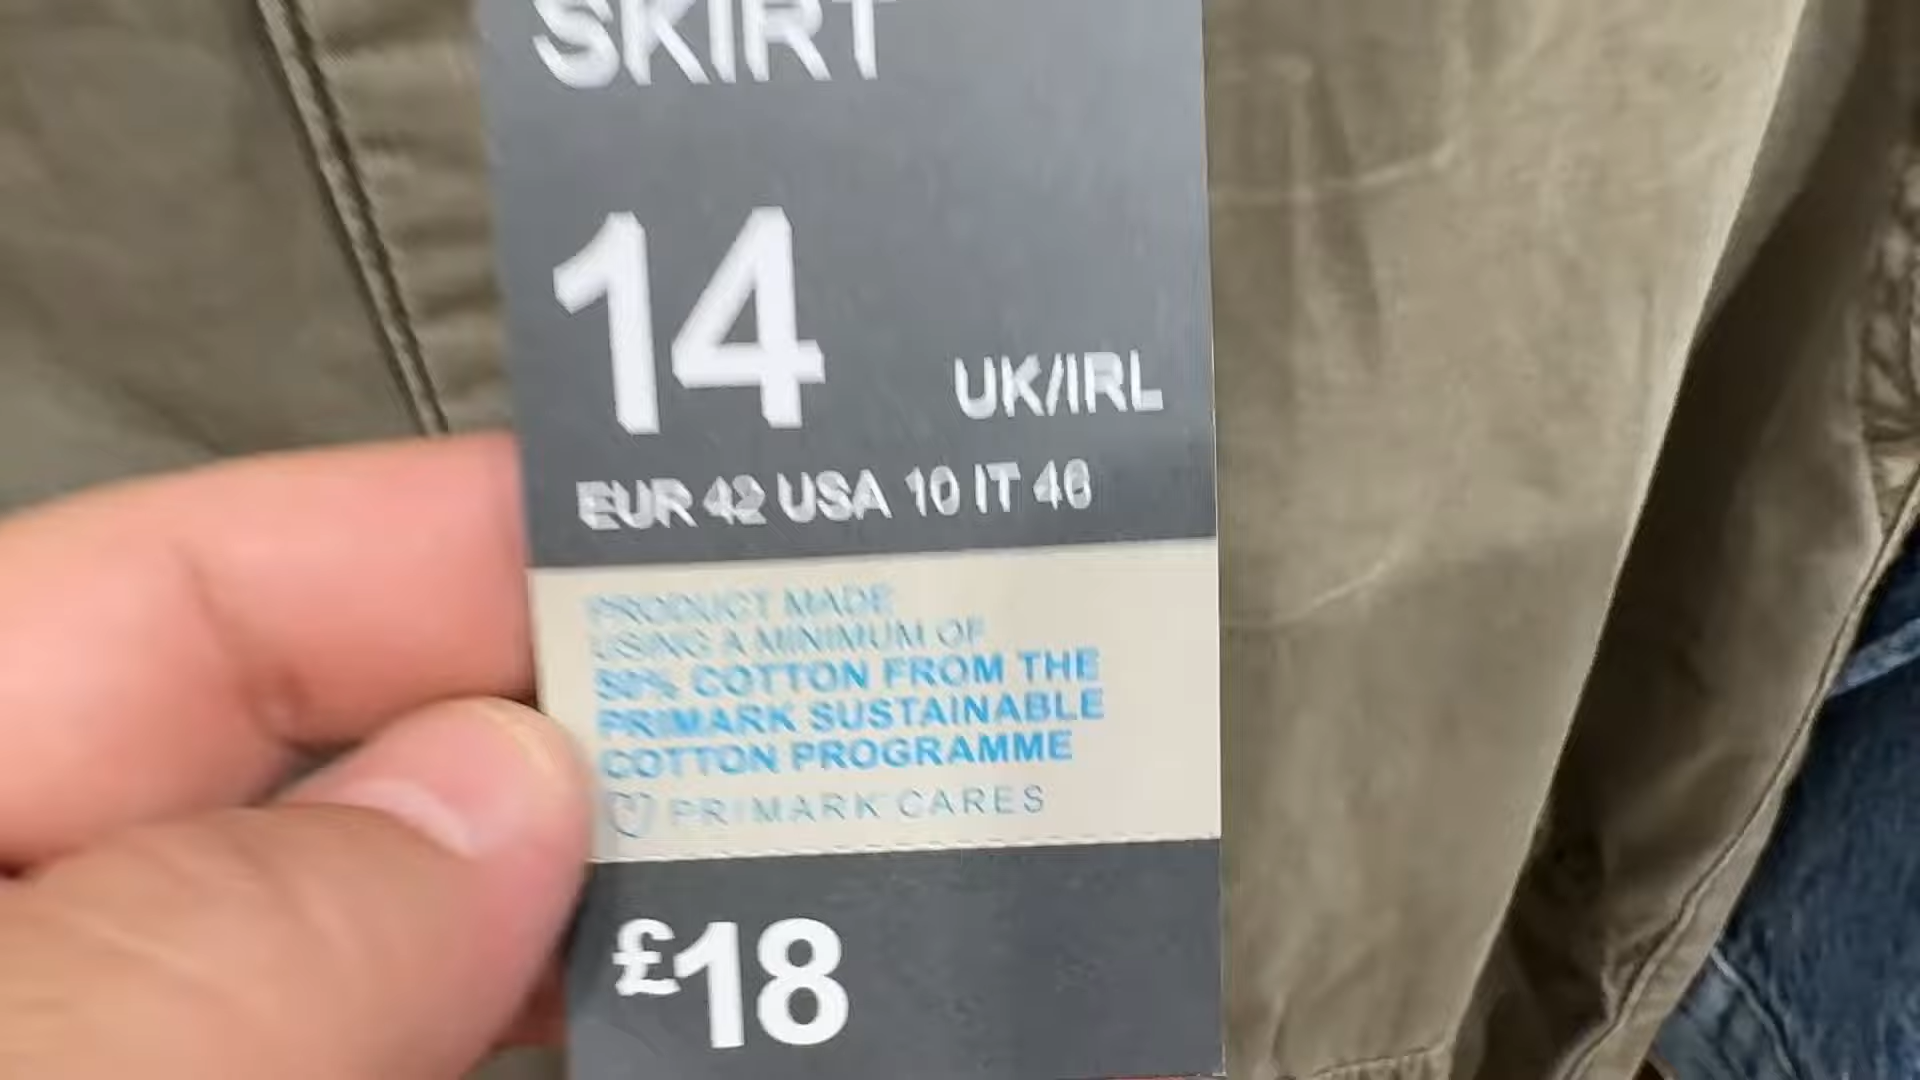 SKIRT
14 UK/IRL
EUR 42 USA 10 IT 46
PRODUCT MADE
USING A MINIMUM OF
50% COTTON FROM THE
PRIMARK SUSTAINABLE
COTTON PROGRAMME
PRIMARK CARES
£18